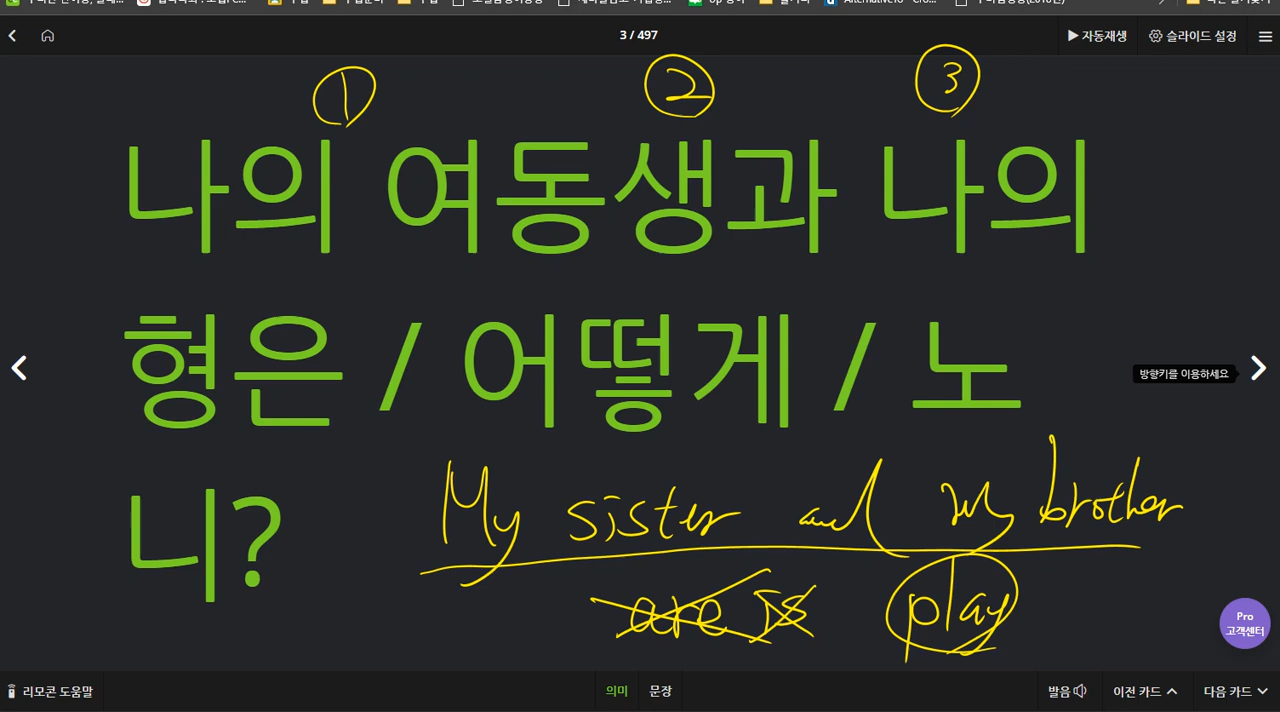 3 / 497
자동재생
슬라이드 설정
① ② ③
나의 여동생과 나의
형은 / 어떻게 / 노
방향키를 이용하세요
니?
My sister and my brother
are is play
Pro
고객센터
리모콘 도움말
의미
문장
발음
이전 카드
다음 카드